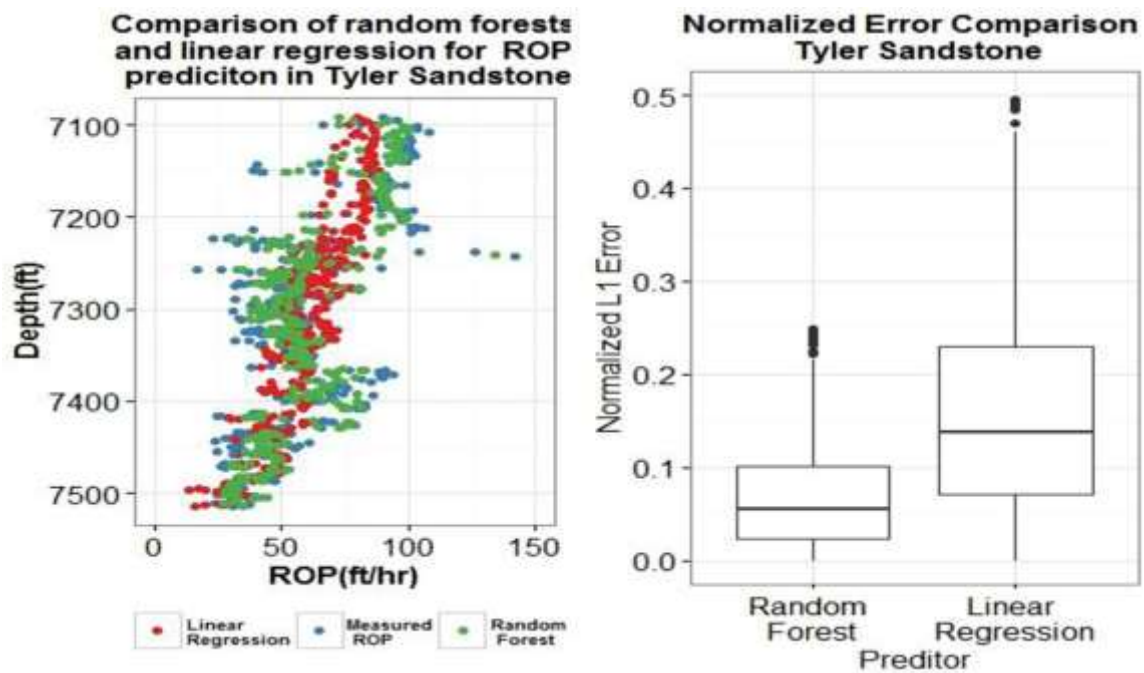 Comparison of random forests
and linear regression for ROP
prediciton in Tyler Sandstone
Depth(ft)
7100
7200
7300
7400
7500
0 50 100 150
ROP(ft/hr)
Linear Regression
Measured ROP
Random Forest
Normalized Error Comparison
Tyler Sandstone
Normalized L1 Error
0.5
0.4
0.3
0.2
0.1
0.0
Random Forest
Linear Regression
Preditor